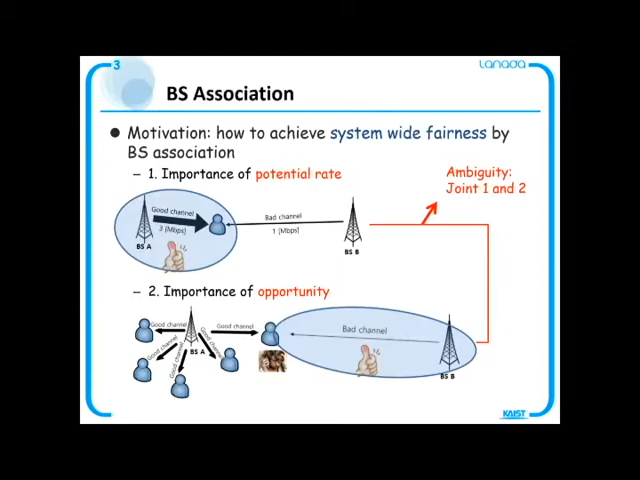 3
Lanada
BS Association
● Motivation: how to achieve system wide fairness by
BS association
– 1. Importance of potential rate
Ambiguity:
Joint 1 and 2
Good channel
3 [Mbps]
BS A
Bad channel
1 [Mbps]
BS B
– 2. Importance of opportunity
Good channel
Good channel
Good channel
Good channel
Good channel
BS A
Bad channel
BS B
KAIST